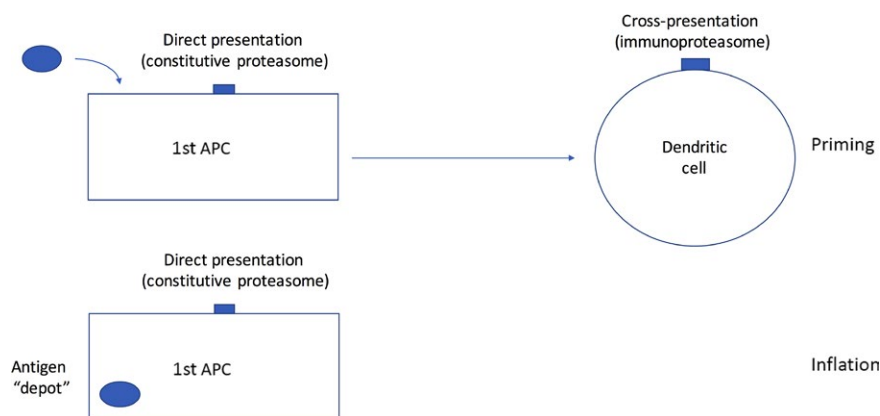 Direct presentation
(constitutive proteasome)
1st APC
Cross-presentation
(immunoproteasome)
Dendritic
cell
Priming
Direct presentation
(constitutive proteasome)
Antigen
“depot”
1st APC
Inflation